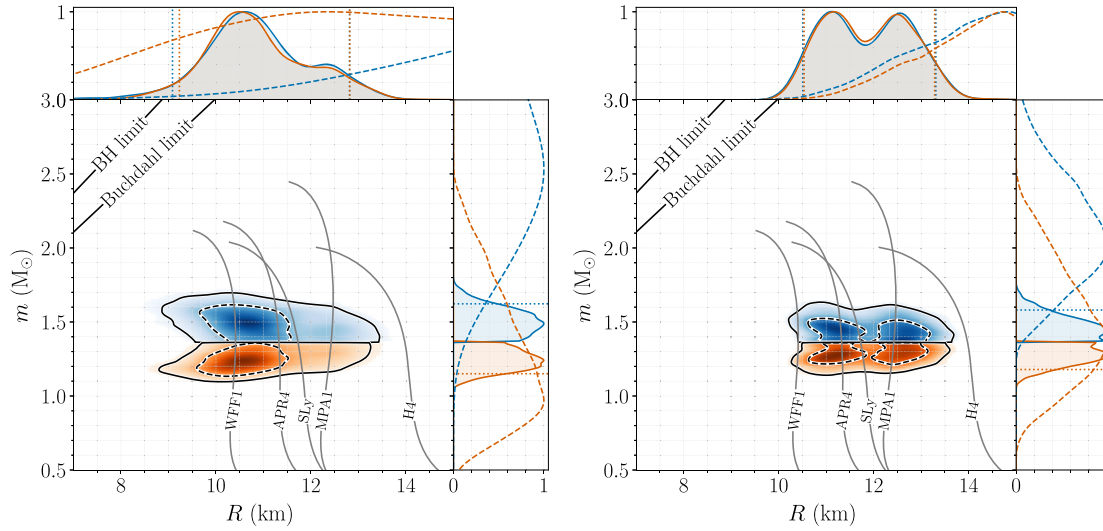 1
3.0
2.5
2.0
1.5
1.0
0.5
m (M⊙)
BH limit
Buchdahl limit
WFF1
APR4
SLy
MPA1
H4
8 10 12 14 0 1
R (km)
1
3.0
2.5
2.0
1.5
1.0
0.5
m (M⊙)
BH limit
Buchdahl limit
WFF1
APR4
SLy
MPA1
H4
8 10 12 14 0
R (km)